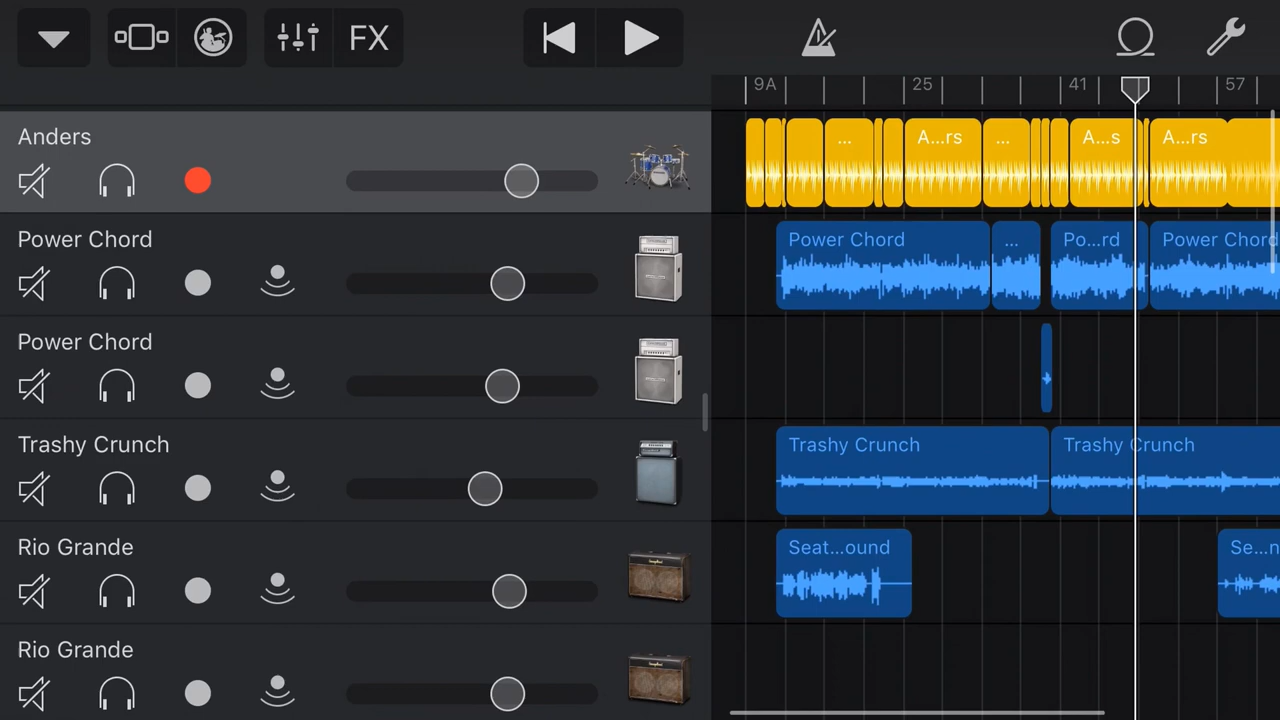 FX
9A 25 41 57
Anders
... A...rs ... A...s A...rs
Power Chord
Power Chord ... Po...rd Power Chord
Power Chord
Trashy Crunch
Trashy Crunch Trashy Crunch
Rio Grande
Seat...ound Se...n
Rio Grande